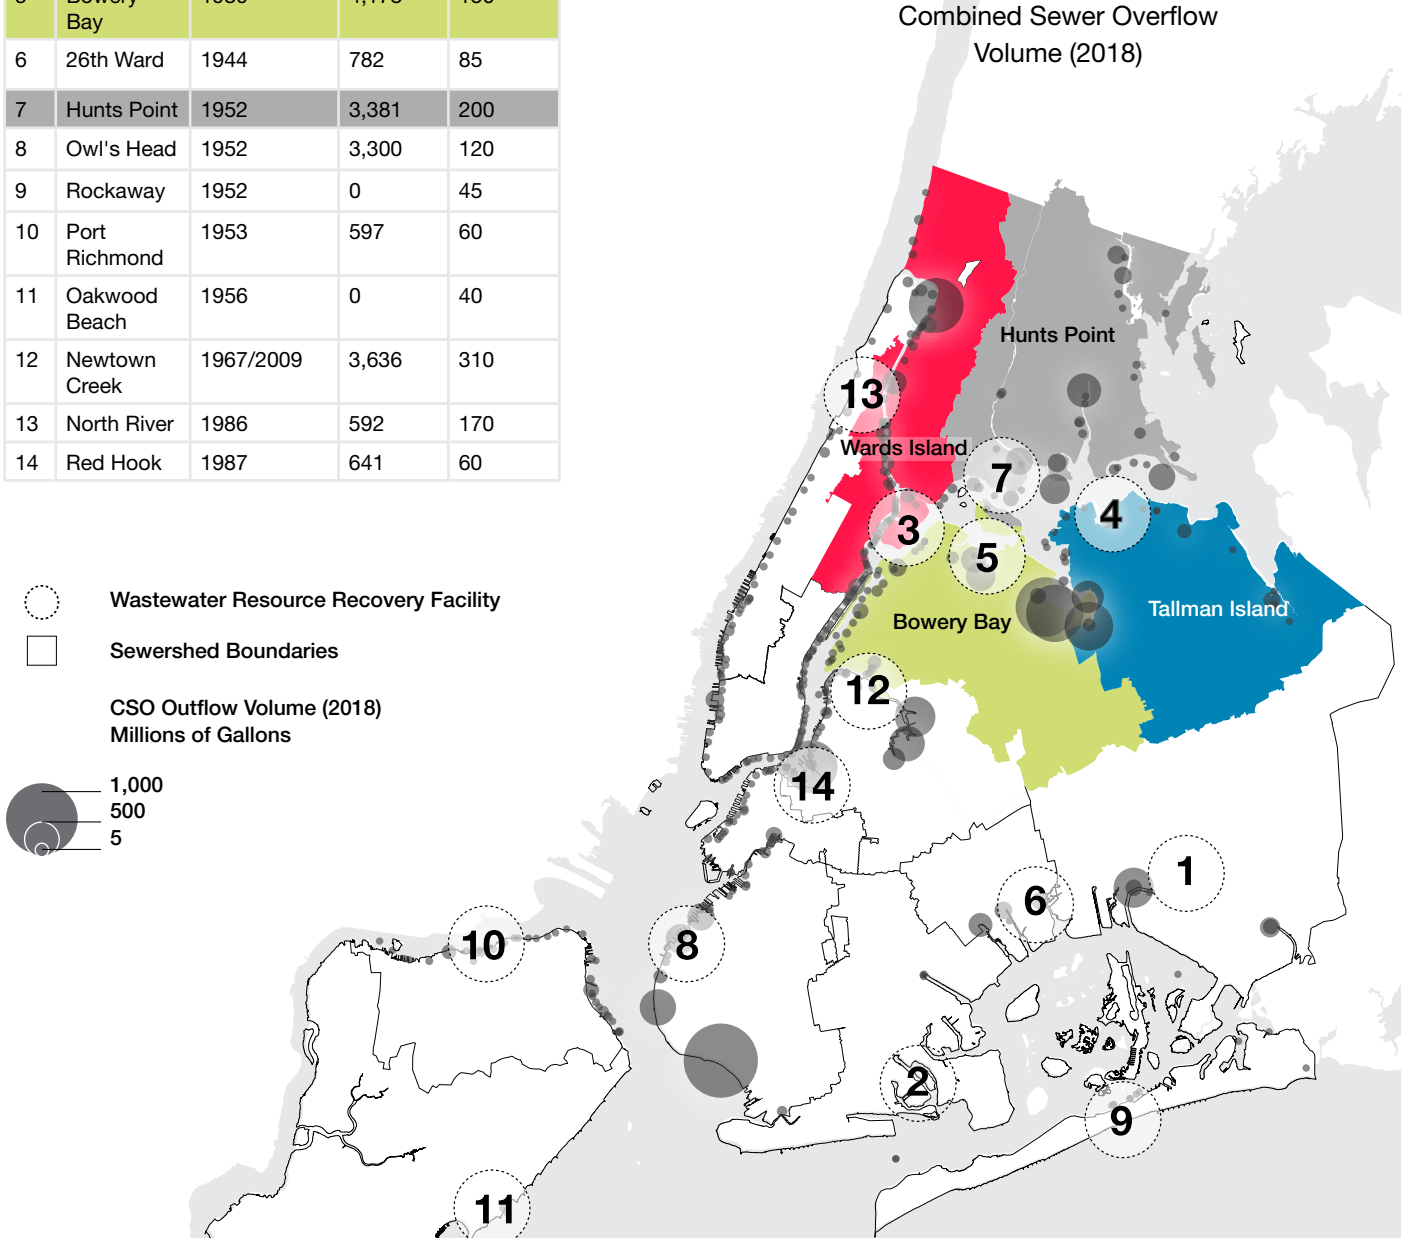 Bay
6 26th Ward 1944 782 85
7 Hunts Point 1952 3,381 200
8 Owl's Head 1952 3,300 120
9 Rockaway 1952 0 45
10 Port 1953 597 60
Richmond
11 Oakwood 1956 0 40
Beach
12 Newtown 1967/2009 3,636 310
Creek
13 North River 1986 592 170
14 Red Hook 1987 641 60
Combined Sewer Overflow
Volume (2018)
Wastewater Resource Recovery Facility
Sewershed Boundaries
CSO Outflow Volume (2018)
Millions of Gallons
1,000
500
5
Hunts Point
13
Wards Island
7
4
3
5
Tallman Island
Bowery Bay
12
14
1
6
10
8
2
9
11